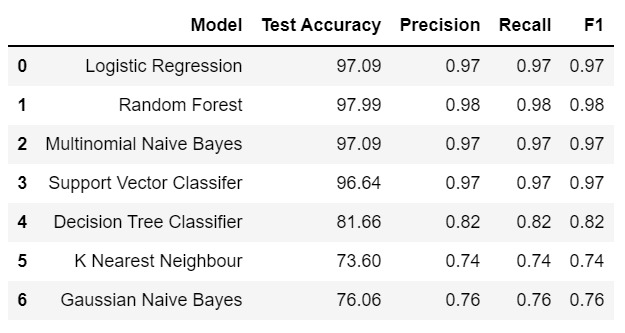 Model Test Accuracy Precision Recall F1
0 Logistic Regression 97.09 0.97 0.97 0.97
1 Random Forest 97.99 0.98 0.98 0.98
2 Multinomial Naive Bayes 97.09 0.97 0.97 0.97
3 Support Vector Classifer 96.64 0.97 0.97 0.97
4 Decision Tree Classifier 81.66 0.82 0.82 0.82
5 K Nearest Neighbour 73.60 0.74 0.74 0.74
6 Gaussian Naive Bayes 76.06 0.76 0.76 0.76